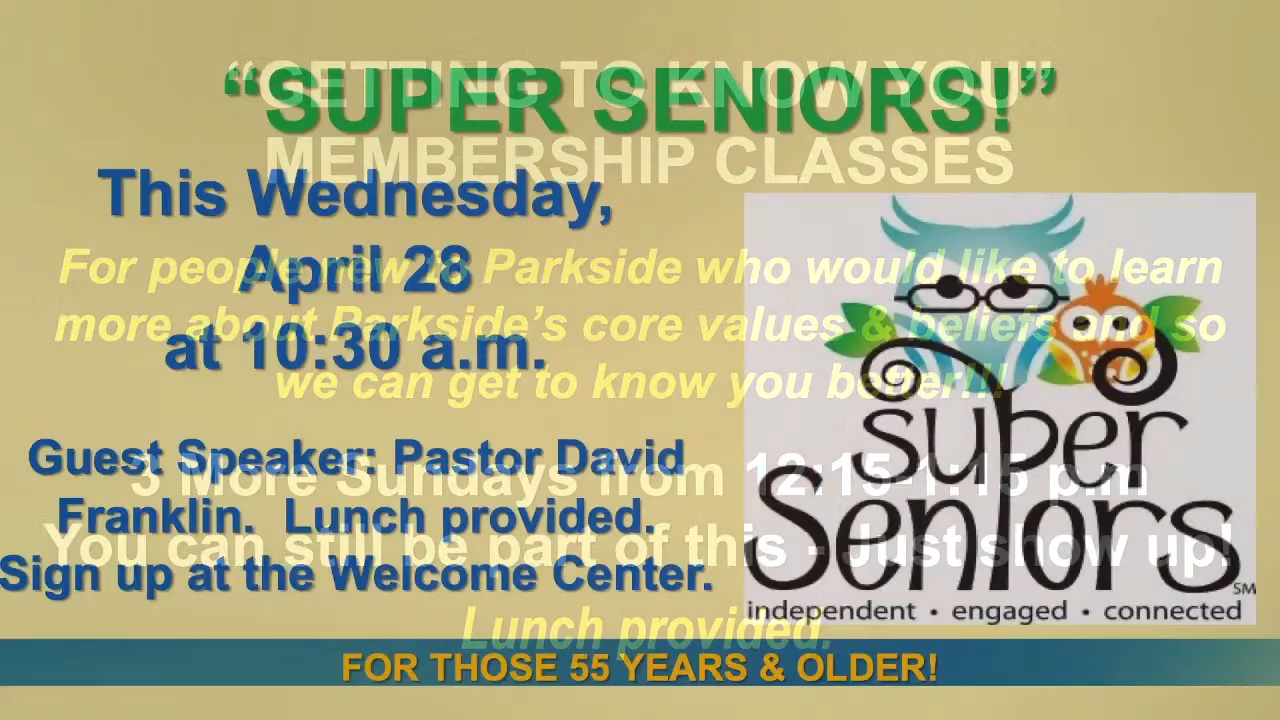 “SUPER SENIORS!”
This Wednesday,
April 28
at 10:30 a.m.
Guest Speaker: Pastor David
Franklin. Lunch provided.
Sign up at the Welcome Center.
FOR THOSE 55 YEARS & OLDER!
super
Seniors
SM
independent • engaged • connected
“GETTING TO KNOW YOU”
MEMBERSHIP CLASSES
For people new to Parkside who would like to learn
more about Parkside’s core values & beliefs and so
we can get to know you better!!!
3 More Sundays from 12:15-1:15 p.m
You can still be part of this - Just show up!
Lunch provided.